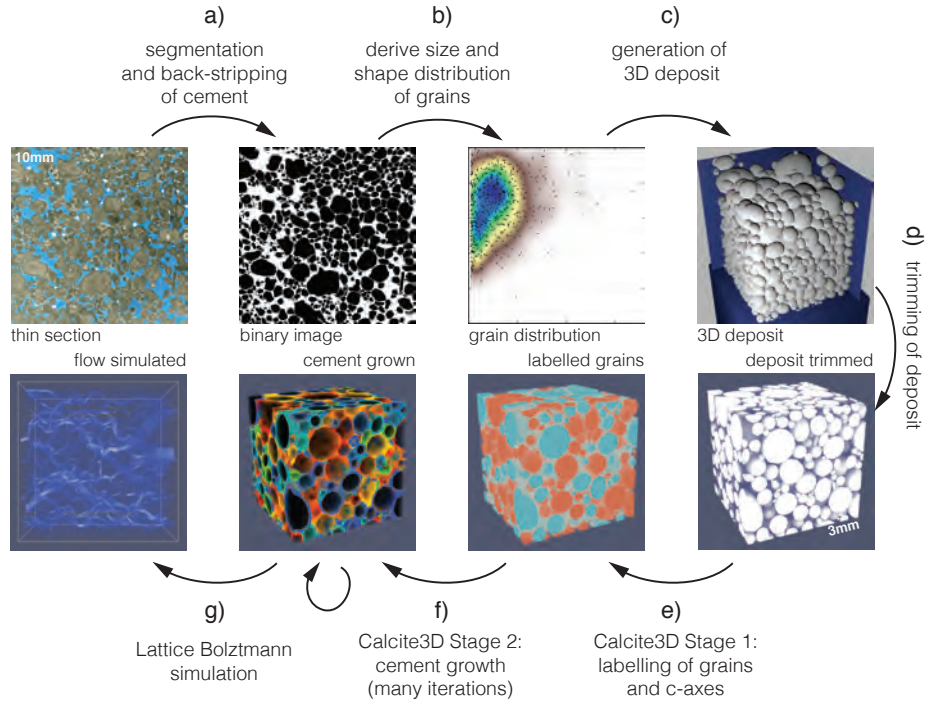 a)
segmentation
and back-stripping
of cement
b)
derive size and
shape distribution
of grains
c)
generation of
3D deposit
10mm
thin section
binary image
grain distribution
3D deposit
d) trimming of deposit
flow simulated
cement grown
labelled grains
deposit trimmed
3mm
g)
Lattice Bolztmann
simulation
f)
Calcite3D Stage 2:
cement growth
(many iterations)
e)
Calcite3D Stage 1:
labelling of grains
and c-axes